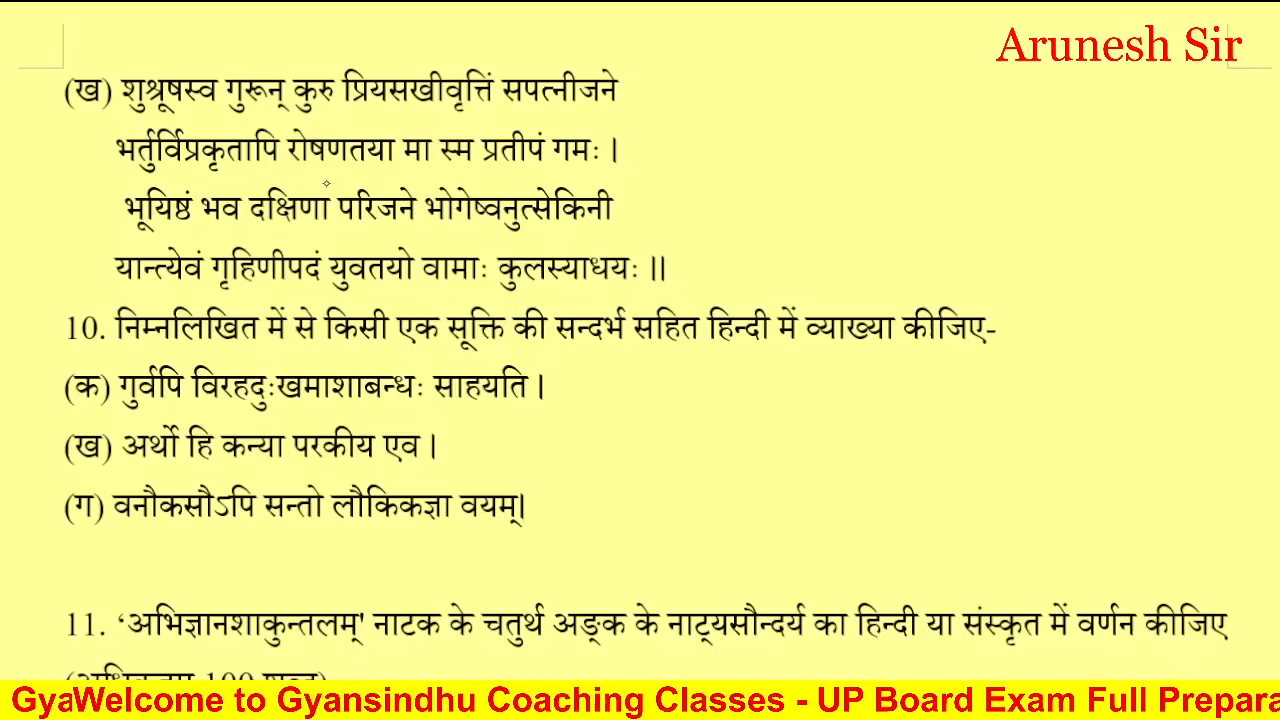 Arunesh Sir
(ख) शुश्रूषस्व गुरून् कुरु प्रियसखीवृत्तिं सपत्नीजने
भर्तुर्विप्रकृतापि रोषणतया मा स्म प्रतीपं गमः ।
भूयिष्ठं भव दक्षिणा परिजने भोगेष्वनुत्सेकिनी
यान्त्येवं गृहिणीपदं युवतयो वामाः कुलस्याधयः ॥
10. निम्नलिखित में से किसी एक सूक्ति की सन्दर्भ सहित हिन्दी में व्याख्या कीजिए-
(क) गुर्वपि विरहदुःखमाशाबन्धः साहयति ।
(ख) अर्थो हि कन्या परकीय एव ।
(ग) वनौकसौऽपि सन्तो लौकिकज्ञा वयम्।
11. ‘अभिज्ञानशाकुन्तलम्' नाटक के चतुर्थ अङ्क के नाट्यसौन्दर्य का हिन्दी या संस्कृत में वर्णन कीजिए
GyaWelcome to Gyansindhu Coaching Classes - UP Board Exam Full Prepara